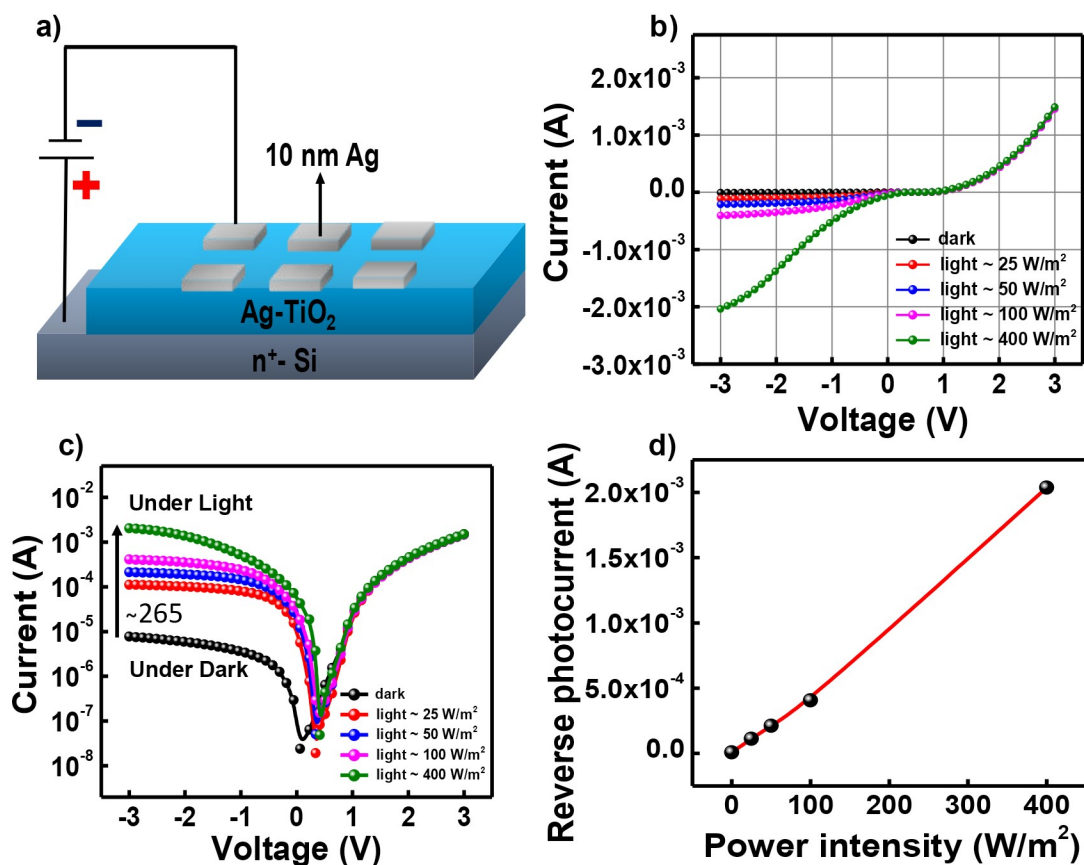 a)
−
+
10 nm Ag
Ag-TiO₂
n⁺- Si
b)
Current (A)
2.0x10⁻³
1.0x10⁻³
0.0
-1.0x10⁻³
-2.0x10⁻³
-3.0x10⁻³
dark
light ~ 25 W/m²
light ~ 50 W/m²
light ~ 100 W/m²
light ~ 400 W/m²
-3 -2 -1 0 1 2 3
Voltage (V)
c)
Current (A)
10⁻²
10⁻³
10⁻⁴
10⁻⁵
10⁻⁶
10⁻⁷
10⁻⁸
Under Light
~265
Under Dark
dark
light ~ 25 W/m²
light ~ 50 W/m²
light ~ 100 W/m²
light ~ 400 W/m²
-3 -2 -1 0 1 2 3
Voltage (V)
d)
Reverse photocurrent (A)
2.0x10⁻³
1.5x10⁻³
1.0x10⁻³
5.0x10⁻⁴
0.0
0 100 200 300 400
Power intensity (W/m²)